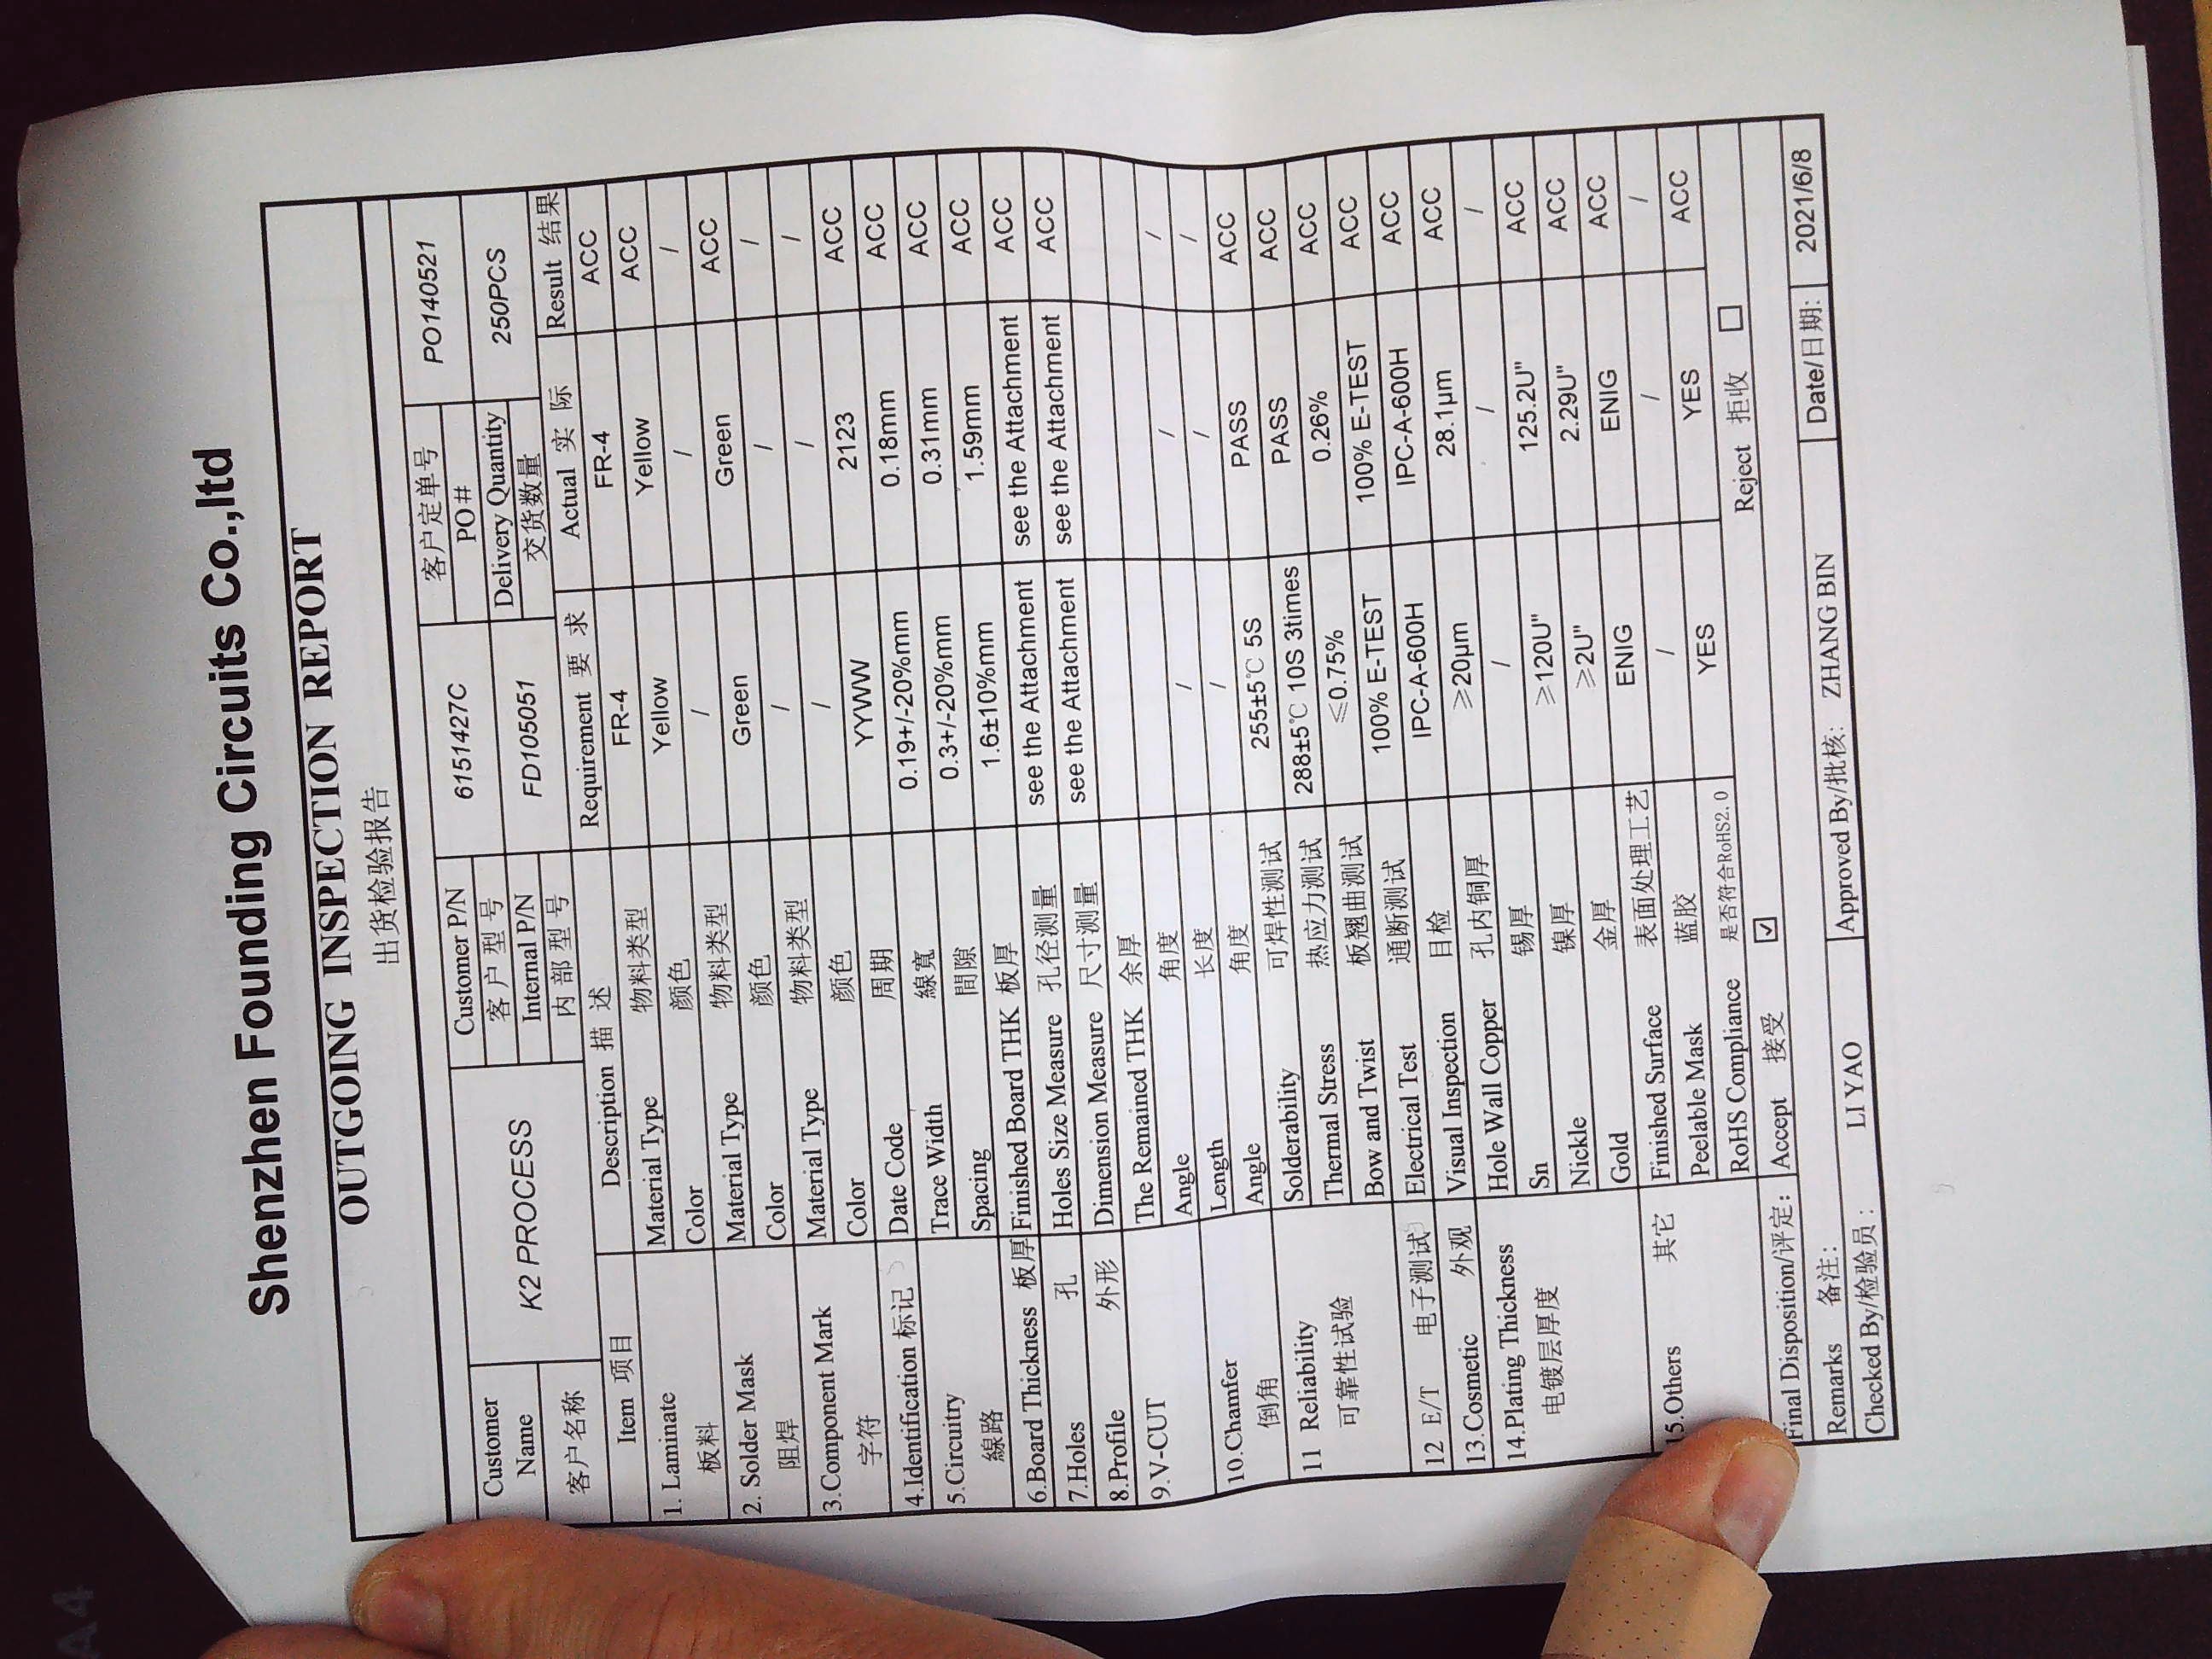 Shenzhen Founding Circuits Co.,ltd
OUTGOING INSPECTION REPORT
出货检验报告
Customer Name 客户名称 K2 PROCESS Customer P/N 客户型号 6151427C 客户定单号 PO# PO140521
Internal P/N 内部型号 FD105051 Delivery Quantity 交货数量 250PCS
Item 项目 Description 描述 Requirement 要求 Actual 实际 Result 结果
1. Laminate 板料 Material Type 物料类型 FR-4 FR-4 ACC
Color 颜色 Yellow Yellow ACC
2. Solder Mask 阻焊 Material Type 物料类型 / / /
Color 颜色 Green Green ACC
3.Component Mark 字符 Material Type 物料类型 / / /
Color 颜色 / / /
4.Identification 标记 Date Code 周期 YYWW 2123 ACC
5.Circuitry 線路 Trace Width 線寬 0.19+/-20%mm 0.18mm ACC
Spacing 間隙 0.3+/-20%mm 0.31mm ACC
6.Board Thickness 板厚 Finished Board THK 板厚 1.6±10%mm 1.59mm ACC
7.Holes 孔 Holes Size Measure 孔径测量 see the Attachment see the Attachment ACC
8.Profile 外形 Dimension Measure 尺寸测量 see the Attachment see the Attachment ACC
9.V-CUT The Remained THK 余厚
Angle 角度
10.Chamfer 倒角 Length 长度 / / /
Angle 角度 / / /
11 Reliability 可靠性试验 Solderability 可焊性测试 255±5℃ 5S PASS ACC
Thermal Stress 热应力测试 288±5℃ 10S 3times PASS ACC
Bow and Twist 板翘曲测试 ≤0.75% 0.26% ACC
12 E/T 电子测试 Electrical Test 通断测试 100% E-TEST 100% E-TEST ACC
13.Cosmetic 外观 Visual Inspection 目检 IPC-A-600H IPC-A-600H ACC
14.Plating Thickness 电镀层厚度 Hole Wall Copper 孔内铜厚 ≥20μm 28.1μm ACC
Sn 锡厚 / / /
Nickle 镍厚 ≥120U" 125.2U" ACC
Gold 金厚 ≥2U" 2.29U" ACC
15.Others 其它 Finished Surface 表面处理工艺 ENIG ENIG ACC
Peelable Mask 蓝胶 / / /
RoHS Compliance 是否符合RoHS2.0 YES YES ACC
Final Disposition/评定: Accept 接受 ☑ Reject 拒收 □
Remarks 备注:
Checked By/检验员: LI YAO Approved By/批核: ZHANG BIN Date/日期: 2021/6/8
A4